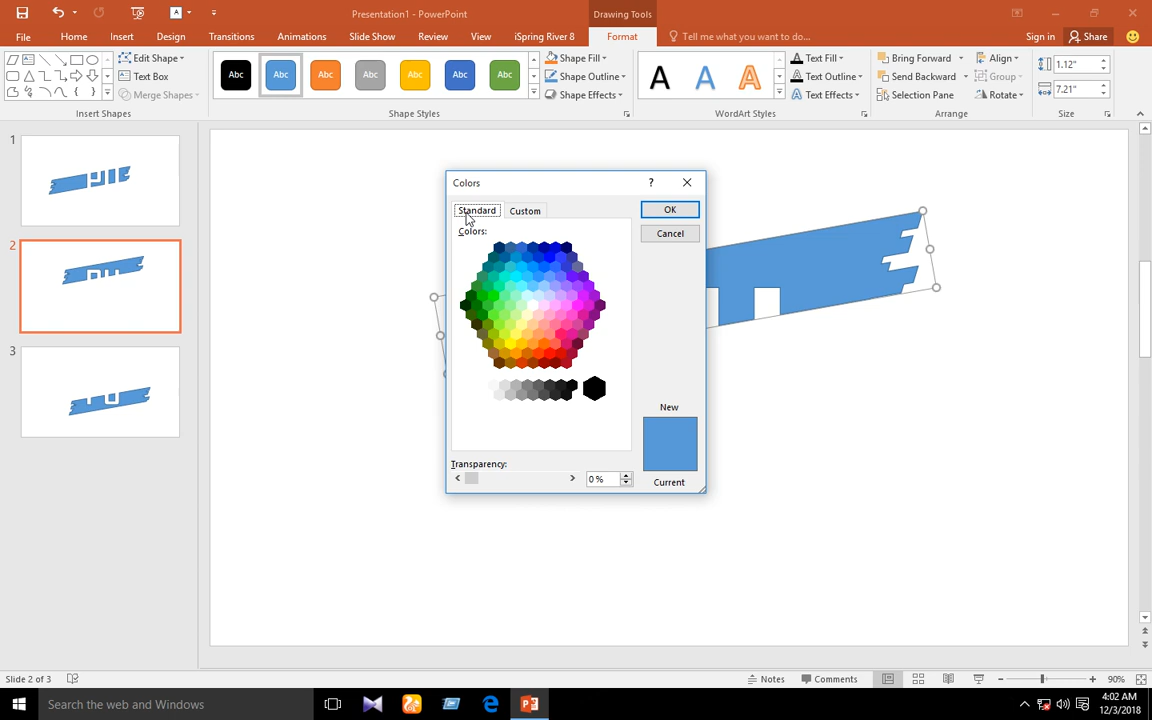 Presentation1 - PowerPoint
Drawing Tools
File Home Insert Design Transitions Animations Slide Show Review View iSpring River 8 Format Tell me what you want to do... Sign in Share
Edit Shape
Text Box
Merge Shapes
Insert Shapes
Abc Abc Abc Abc Abc Abc Abc
Shape Fill
Shape Outline
Shape Effects
Shape Styles
A A A
Text Fill
Text Outline
Text Effects
WordArt Styles
Bring Forward
Send Backward
Selection Pane
Align
Group
Rotate
Arrange
1.12"
7.21"
Size
1
2
3
Colors
?
Standard Custom
OK
Cancel
Colors:
New
Current
Transparency:
0 %
Slide 2 of 3
Notes Comments 90%
Search the web and Windows
4:02 AM
12/3/2018